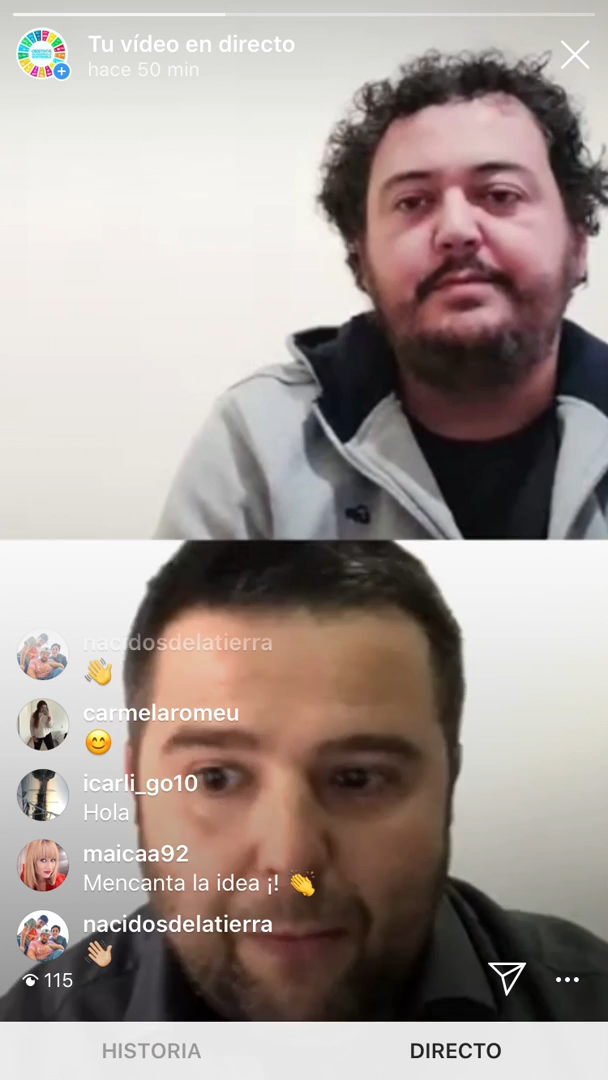 Tu vídeo en directo
hace 50 min
nacidosdelatierra
👋
carmelaromeu
😊
icarli_go10
Hola
maicaa92
Mencanta la idea ¡! 👏
nacidosdelatierra
👋🏼
115
HISTORIA
DIRECTO